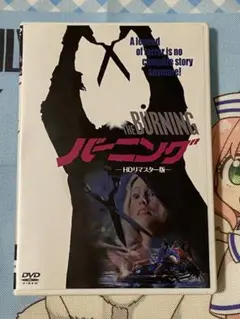 A legend
of terror is no
campfire story
anymore!
THE BURNING
バーニング
―HDリマスター版―
DVD